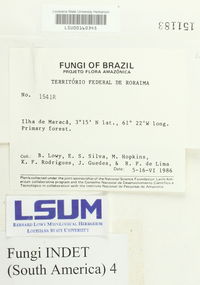 Louisiana State University Herbarium
LSU00160345
151183
FUNGI OF BRAZIL
PROJETO FLORA AMAZÔNICA
TERRITÓRIO FEDERAL DE RORAIMA
No. 1541R
Ilha de Maracá, 3°15' N lat., 61° 22'W long.
Primary forest.
Col. B. Lowy, E. S. Silva, M. Hopkins,
K. F. Rodrigues, J. Guedes, & R. P. de Lima
Date: 5-16-VI 1986
LSUM
BERNARD LOWY MYCOLOGICAL HERBARIUM
LOUISIANA STATE UNIVERSITY
Fungi INDET
(South America) 4